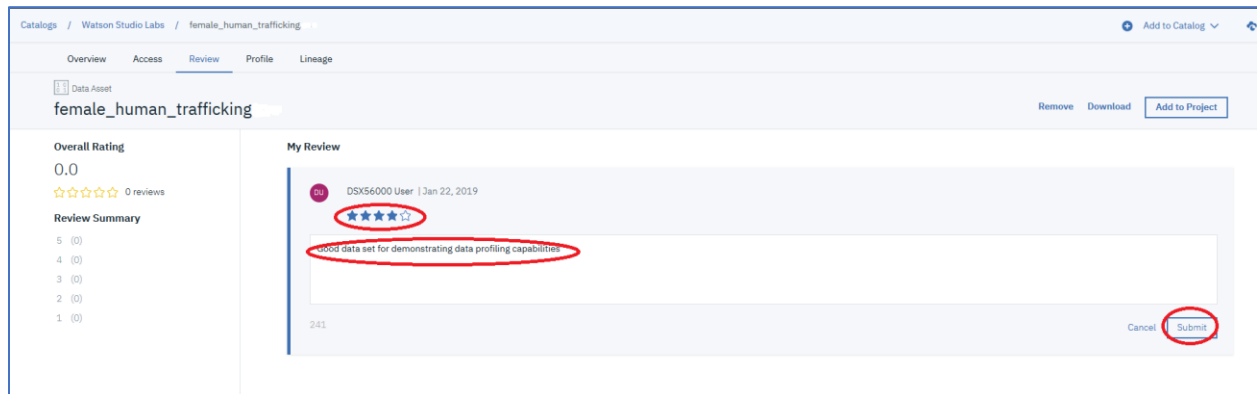 Catalogs / Watson Studio Labs / female_human_trafficking
Add to Catalog
Overview Access Review Profile Lineage
Data Asset
female_human_trafficking
Remove Download Add to Project
Overall Rating
0.0
0 reviews
Review Summary
5 (0)
4 (0)
3 (0)
2 (0)
1 (0)
My Review
DU DSX56000 User | Jan 22, 2019
Good data set for demonstrating data profiling capabilities
241
Cancel Submit